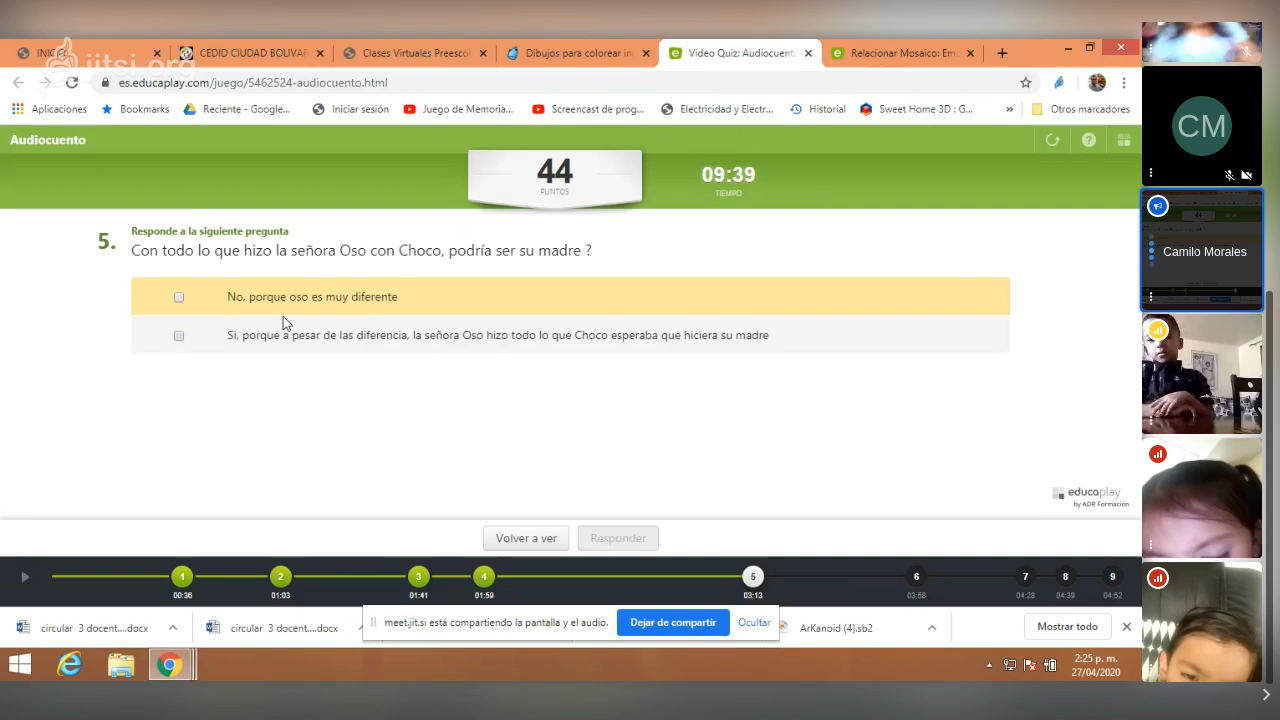 jitsi.org
INICIO
CEDID CIUDAD BOLIVAR
Clases Virtuales Preesco
Dibujos para colorear in
Video Quiz: Audiocuento
Relacionar Mosaico: Emo
es.educaplay.com/juego/5462524-audiocuento.html
Aplicaciones
Bookmarks
Reciente - Google...
Iniciar sesión
Juego de Memoria...
Screencast de prog...
Electricidad y Electr...
Historial
Sweet Home 3D : G...
»
Otros marcadores
Audiocuento
44
PUNTOS
09:39
TIEMPO
5.
Responde a la siguiente pregunta
Con todo lo que hizo la señora Oso con Choco, podría ser su madre ?
No, porque oso es muy diferente
Si, porque a pesar de las diferencia, la señora Oso hizo todo lo que Choco esperaba que hiciera su madre
educaplay
by ADR Formación
Volver a ver
Responder
1 2 3 4 5 6 7 8 9
00:36 01:03 01:41 01:59 03:13 03:58 04:28 04:39 04:52
circular 3 docent....docx
circular 3 docent....docx
meet.jit.si está compartiendo la pantalla y el audio.
Dejar de compartir
Ocultar
ArKanoid (4).sb2
Mostrar todo
2:25 p. m.
27/04/2020
CM
44
Camilo Morales